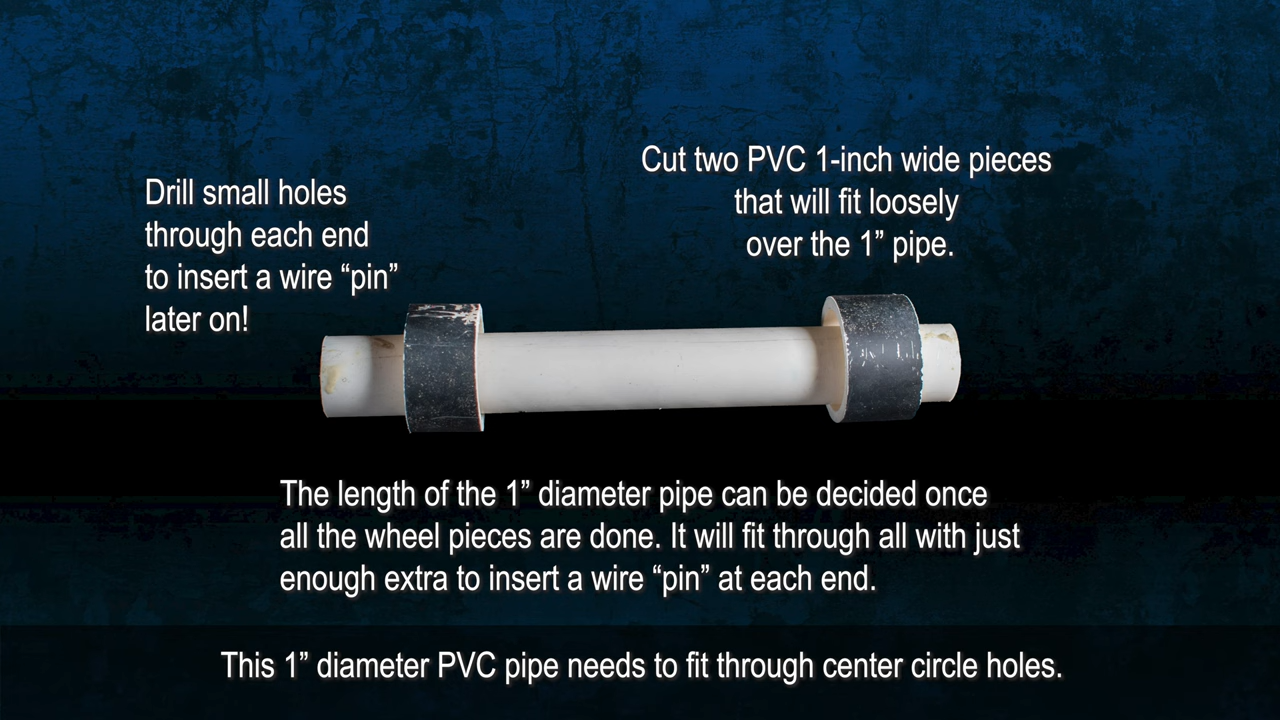 Drill small holes
through each end
to insert a wire “pin”
later on!
Cut two PVC 1-inch wide pieces
that will fit loosely
over the 1” pipe.
The length of the 1” diameter pipe can be decided once
all the wheel pieces are done. It will fit through all with just
enough extra to insert a wire “pin” at each end.
This 1” diameter PVC pipe needs to fit through center circle holes.